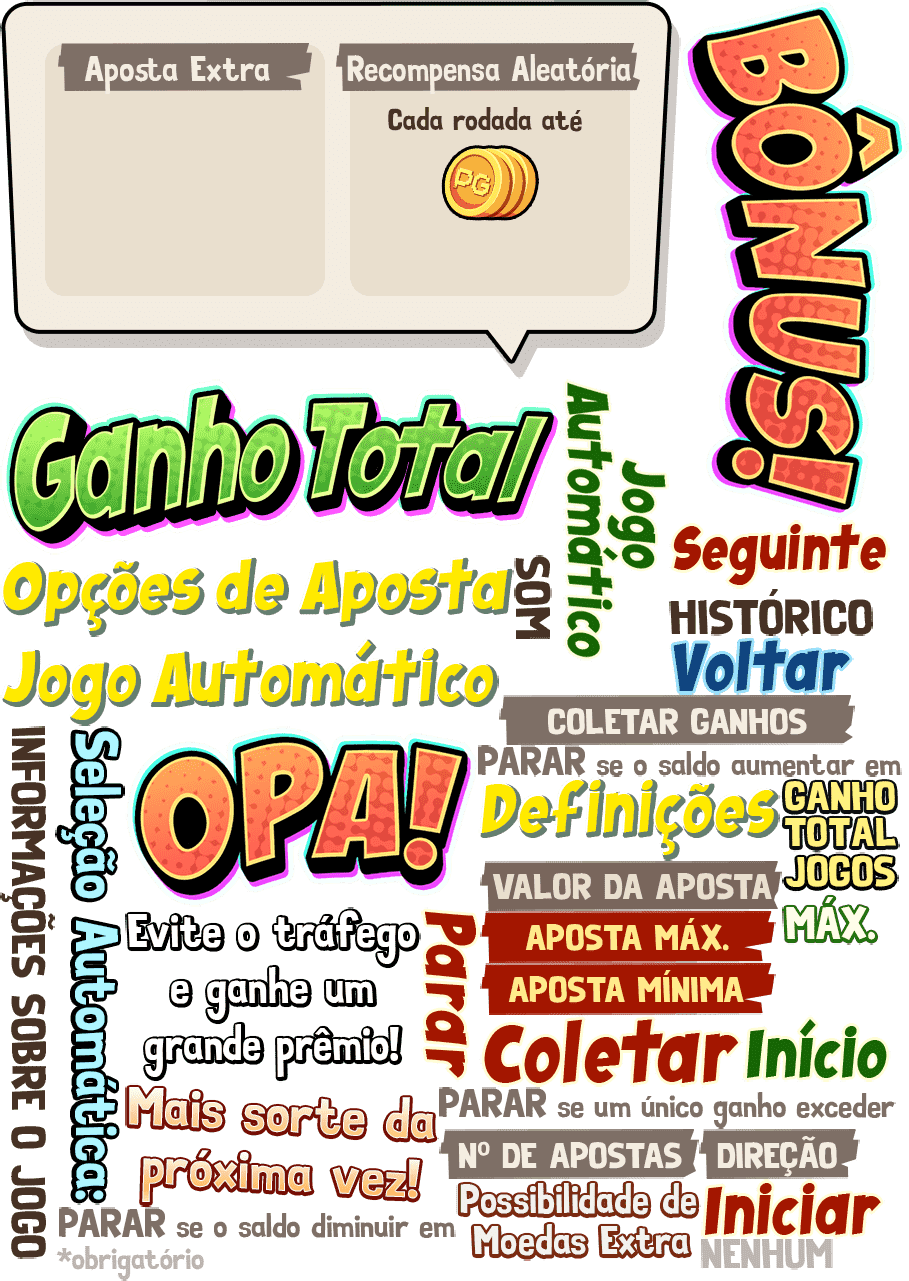 Aposta Extra
Recompensa Aleatória
Cada rodada até
PG
BÔNUS!
Ganho Total
Jogo
Automático
Seguinte
Opções de Aposta
SOM
HISTÓRICO
Voltar
Jogo Automático
COLETAR GANHOS
PARAR se o saldo aumentar em
INFORMAÇÕES SOBRE O JOGO
Seleção Automática:
OPA!
Definições
GANHO
TOTAL
JOGOS
VALOR DA APOSTA
MÁX.
Evite o tráfego
e ganhe um
grande prêmio!
Parar
APOSTA MÁX.
APOSTA MÍNIMA
Coletar
Início
Mais sorte da
próxima vez!
PARAR se um único ganho exceder
Nº DE APOSTAS
DIREÇÃO
Possibilidade de
Moedas Extra
Iniciar
PARAR se o saldo diminuir em
*obrigatório
NENHUM